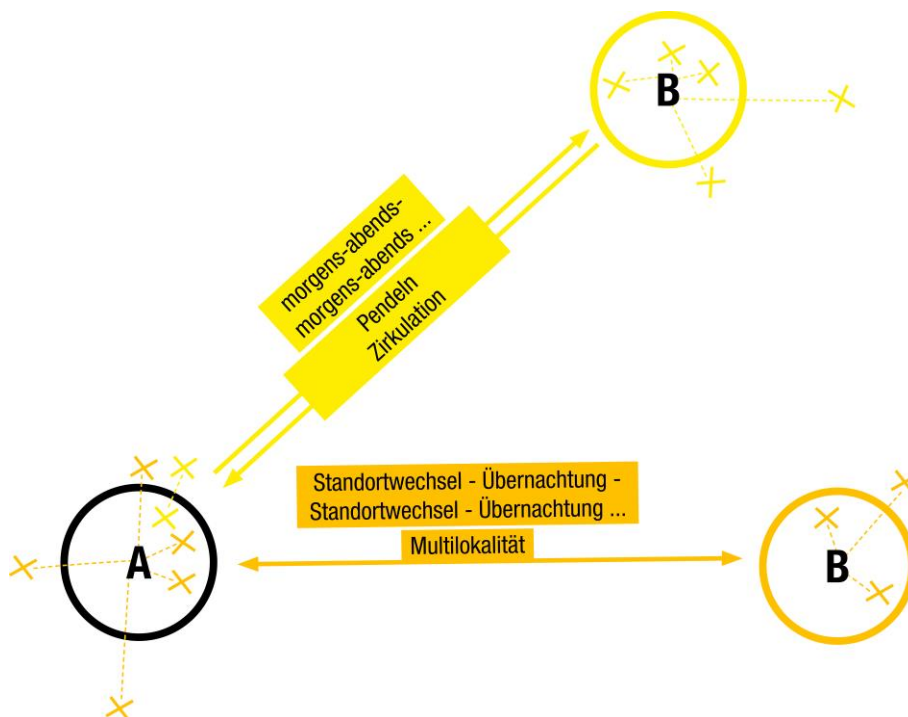 B
morgens-abends-
morgens-abends ...
Pendeln
Zirkulation
Standortwechsel - Übernachtung -
Standortwechsel - Übernachtung ...
Multilokalität
A
B